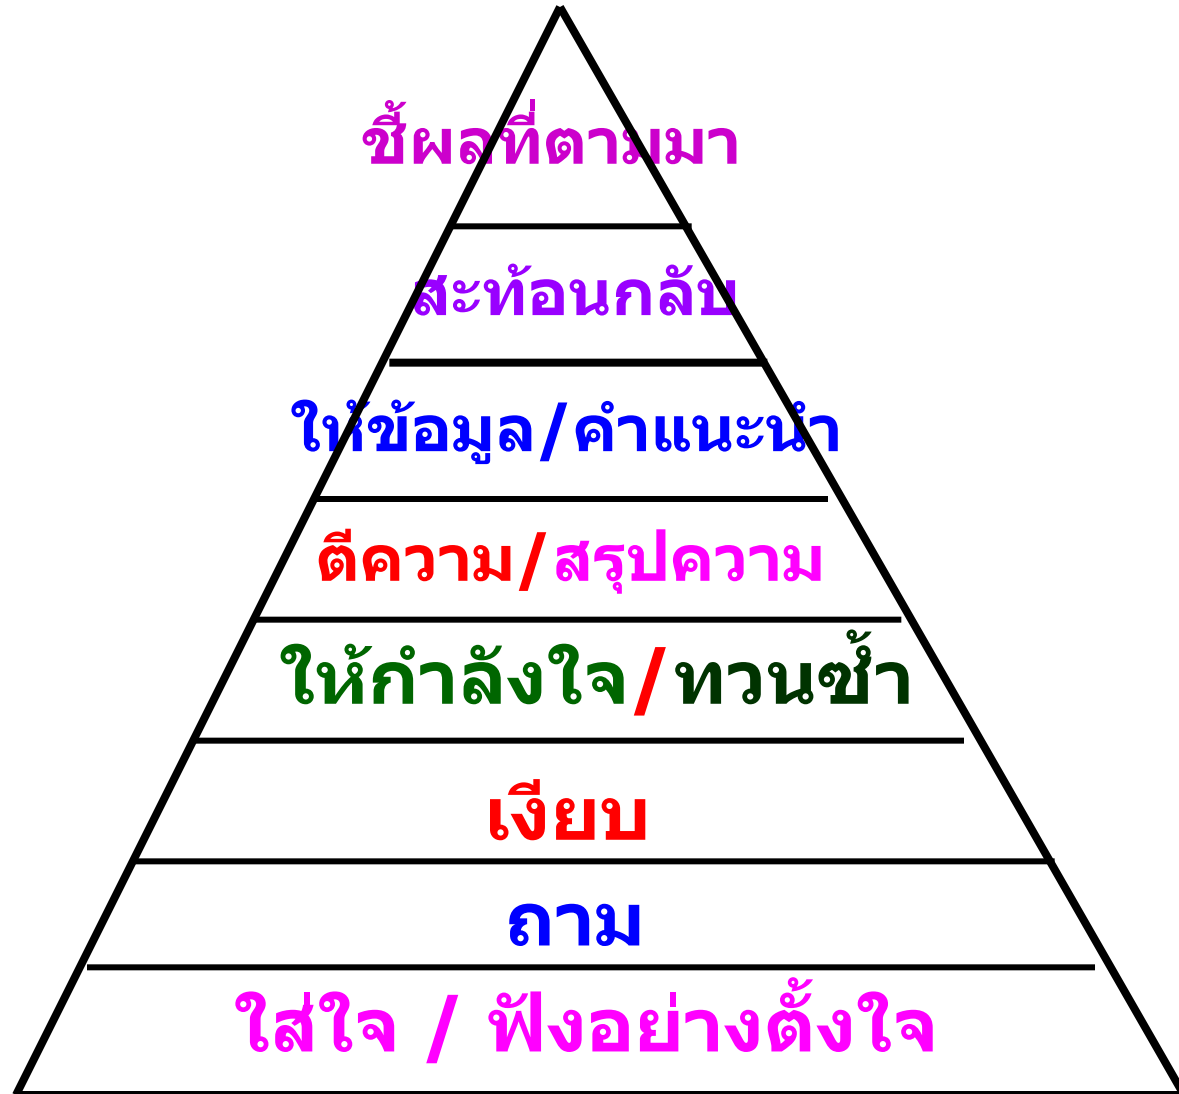 ชี้ผลที่ตามมา
สะท้อนกลับ
ให้ข้อมูล/คำแนะนำ
ตีความ/สรุปความ
ให้กำลังใจ/ทวนซ้ำ
เงียบ
ถาม
ใส่ใจ / ฟังอย่างตั้งใจ